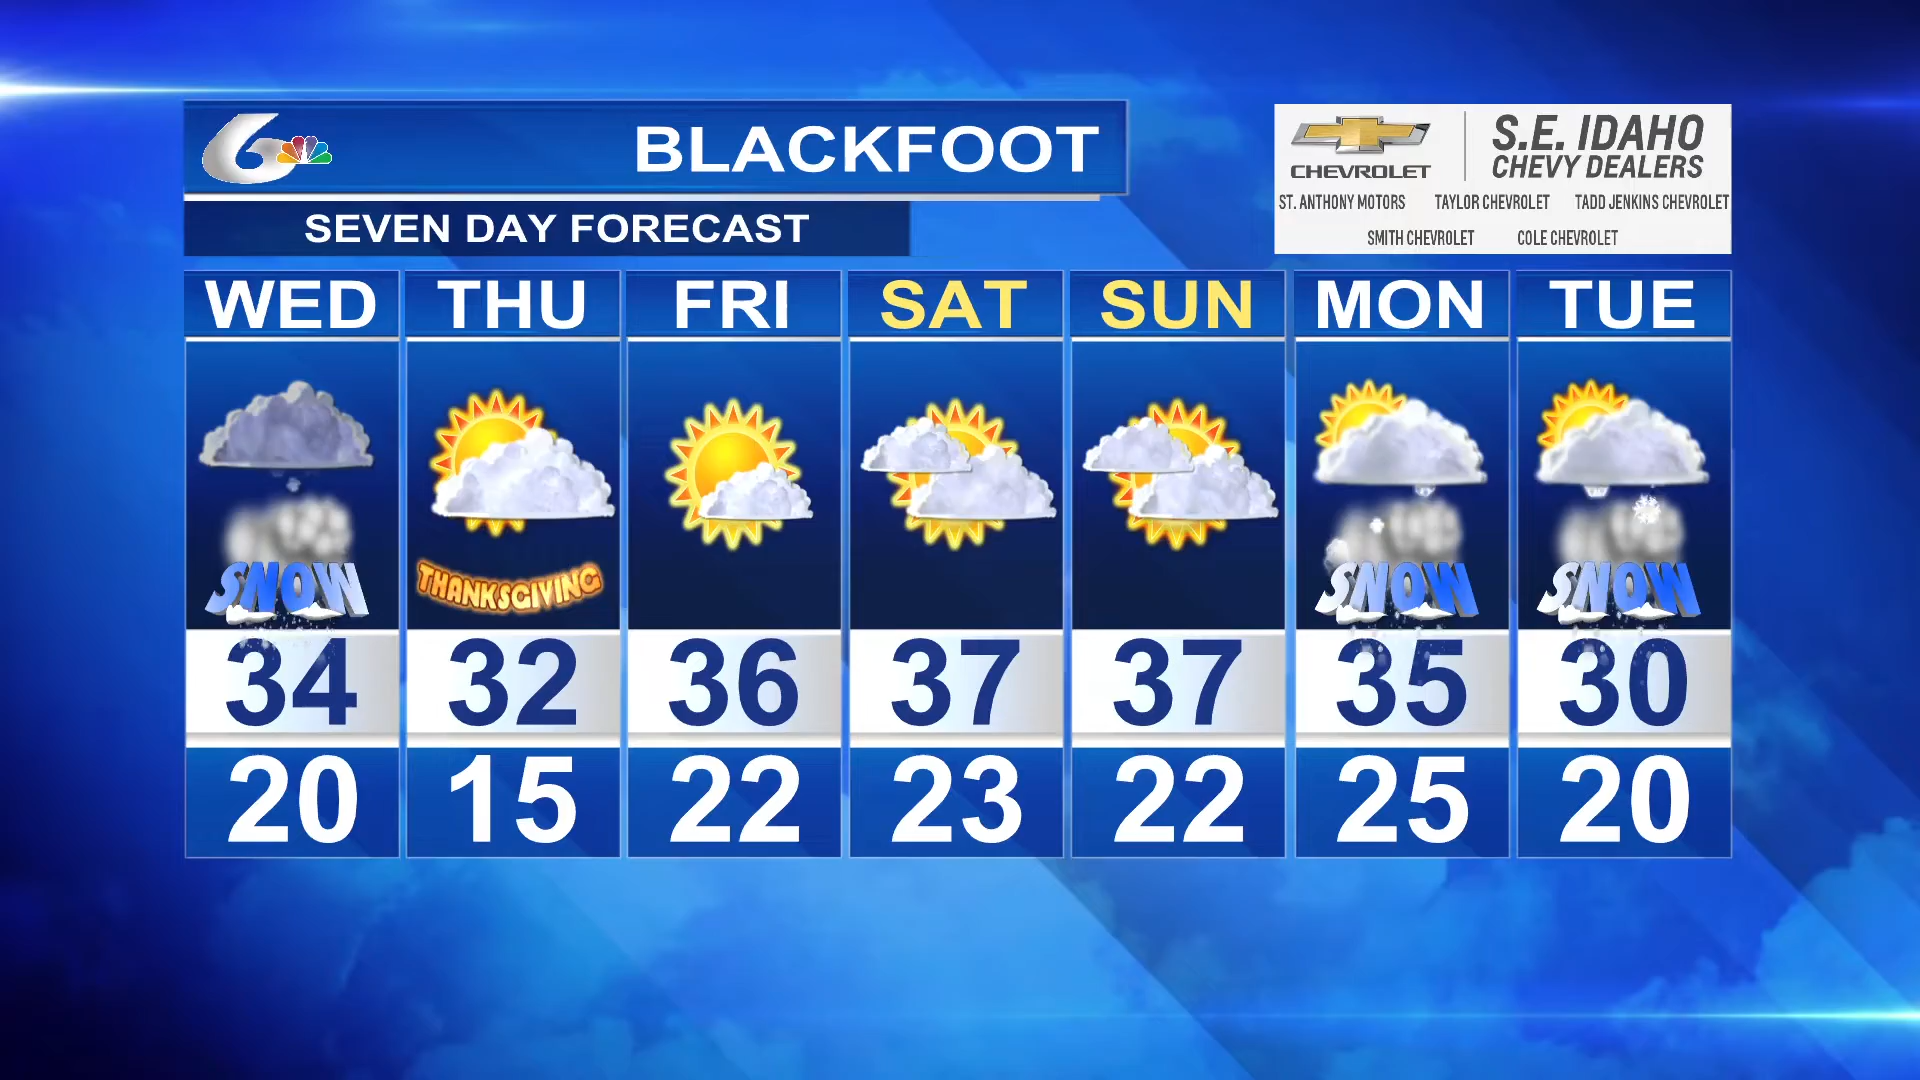 6
BLACKFOOT
SEVEN DAY FORECAST
CHEVROLET
S.E. IDAHO
CHEVY DEALERS
ST. ANTHONY MOTORS TAYLOR CHEVROLET TADD JENKINS CHEVROLET
SMITH CHEVROLET COLE CHEVROLET
WED THU FRI SAT SUN MON TUE
SNOW THANKSGIVING SNOW SNOW
34 32 36 37 37 35 30
20 15 22 23 22 25 20